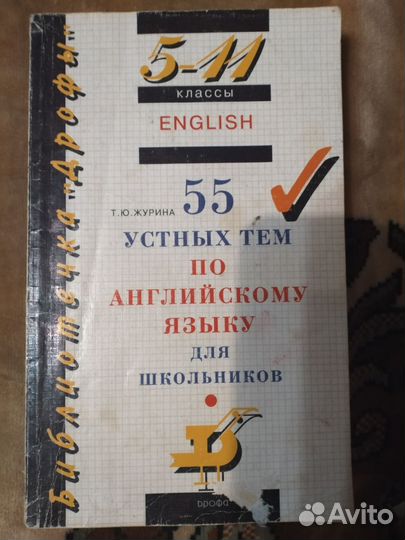 Библиотечка "Дрофы"
5-11
КЛАССЫ
ENGLISH
Т.Ю.ЖУРИНА 55
УСТНЫХ ТЕМ
ПО
АНГЛИЙСКОМУ
ЯЗЫКУ
ДЛЯ
ШКОЛЬНИКОВ
дрофа
Avito